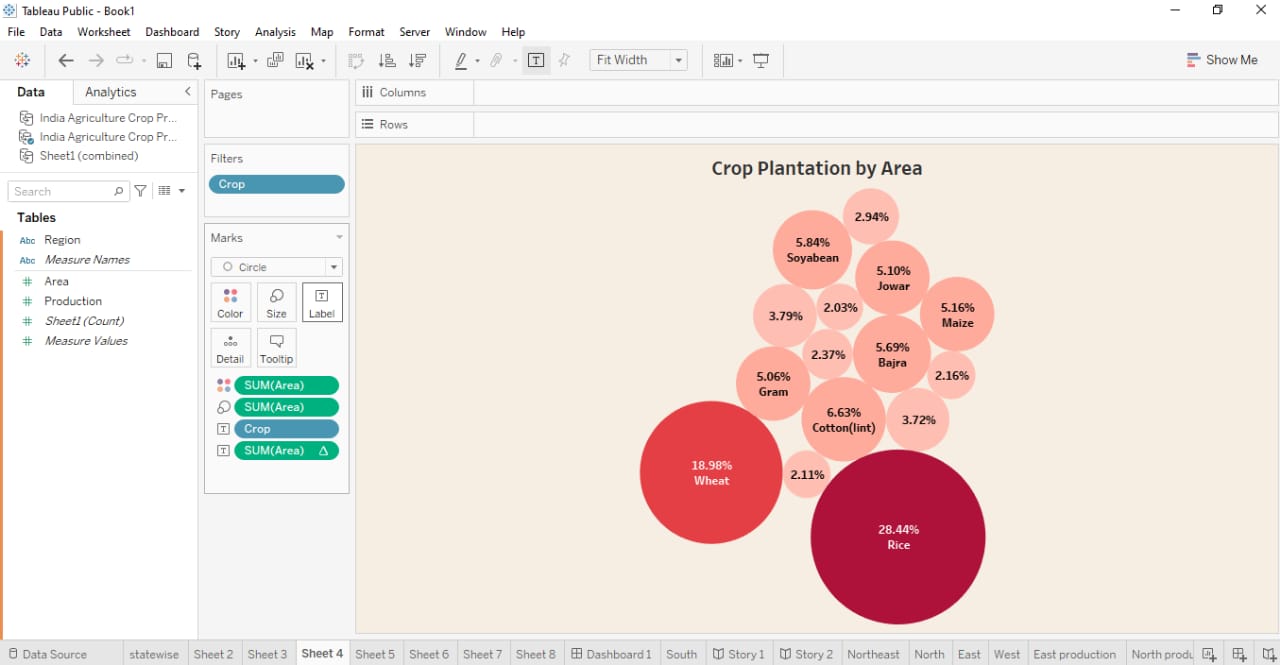 Tableau Public - Book1
File Data Worksheet Dashboard Story Analysis Map Format Server Window Help
Fit Width
Show Me
Data Analytics
India Agriculture Crop Pr...
India Agriculture Crop Pr...
Sheet1 (combined)
Search
Tables
Abc Region
Abc Measure Names
# Area
# Production
# Sheet1 (Count)
# Measure Values
Pages
Filters
Crop
Marks
Circle
Color Size Label
Detail Tooltip
SUM(Area)
SUM(Area)
Crop
SUM(Area)
Columns
Rows
Crop Plantation by Area
2.94%
5.84%
Soyabean
5.10%
Jowar
3.79%
2.03%
5.16%
Maize
2.37%
5.69%
Bajra
5.06%
Gram
2.16%
6.63%
Cotton(lint)
3.72%
18.98%
Wheat
2.11%
28.44%
Rice
Data Source statewise Sheet 2 Sheet 3 Sheet 4 Sheet 5 Sheet 6 Sheet 7 Sheet 8 Dashboard 1 South Story 1 Story 2 Northeast North East West East production North produ